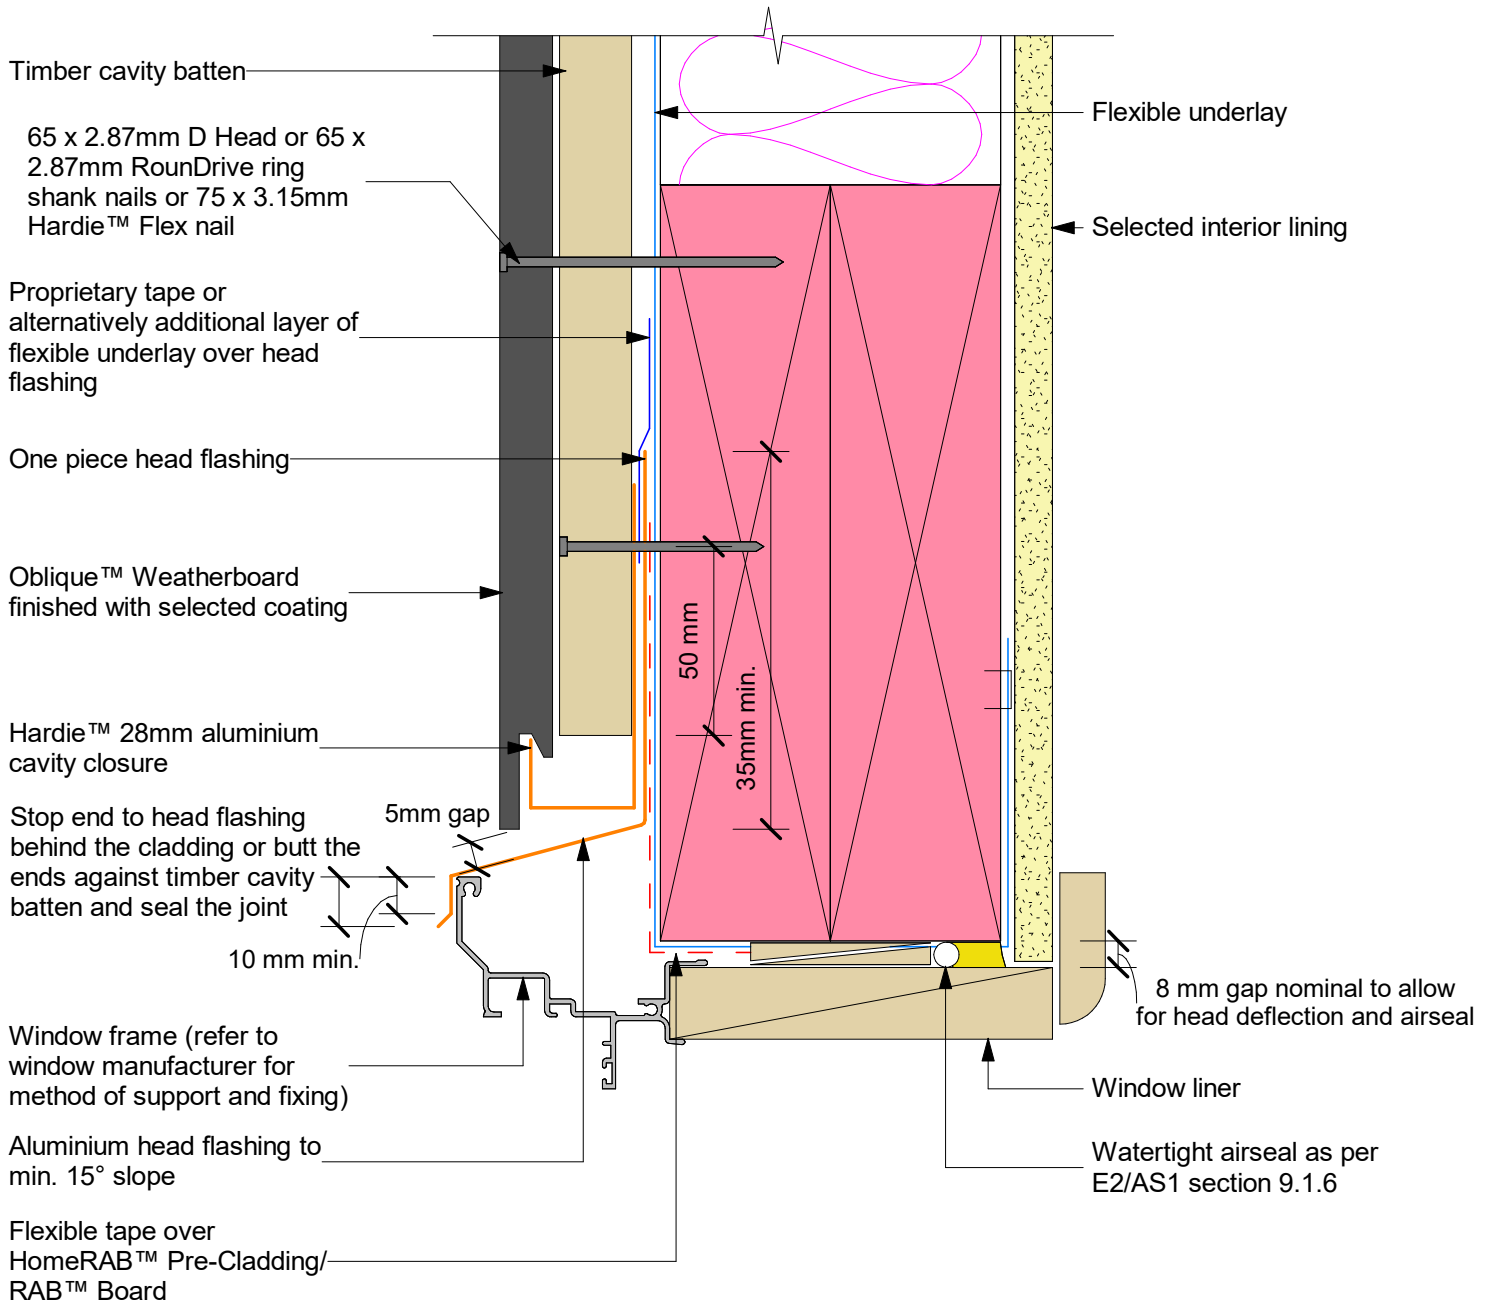 Timber cavity batten
65 x 2.87mm D Head or 65 x
2.87mm RounDrive ring
shank nails or 75 x 3.15mm
Hardie™ Flex nail
Proprietary tape or
alternatively additional layer of
flexible underlay over head
flashing
One piece head flashing
Oblique™ Weatherboard
finished with selected coating
Hardie™ 28mm aluminium
cavity closure
Stop end to head flashing
behind the cladding or butt the
ends against timber cavity
batten and seal the joint
5mm gap
10 mm min.
Window frame (refer to
window manufacturer for
method of support and fixing)
Aluminium head flashing to
min. 15° slope
Flexible tape over
HomeRAB™ Pre-Cladding/
RAB™ Board
50 mm
35mm min.
Flexible underlay
Selected interior lining
8 mm gap nominal to allow
for head deflection and airseal
Window liner
Watertight airseal as per
E2/AS1 section 9.1.6